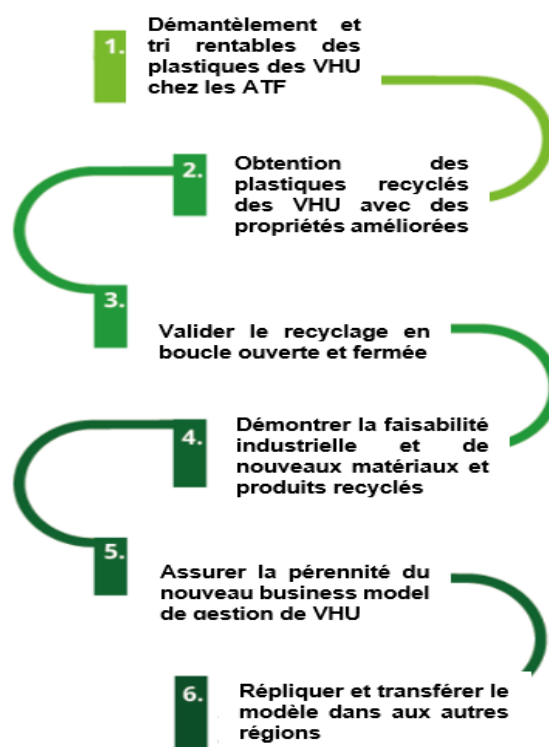 1.
Démantèlement et
tri rentables des
plastiques des VHU
chez les ATF
2.
Obtention des
plastiques recyclés
des VHU avec des
propriétés améliorées
3.
Valider le recyclage en
boucle ouverte et fermée
4.
Démontrer la faisabilité
industrielle et de
nouveaux matériaux et
produits recyclés
5.
Assurer la pérennité du
nouveau business model
de gestion de VHU
6.
Répliquer et transférer le
modèle dans aux autres
régions